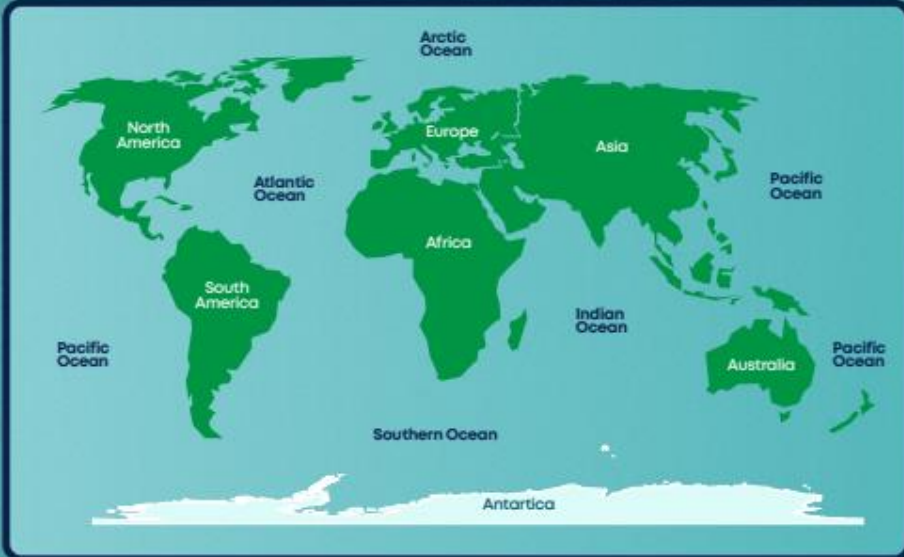 Arctic
Ocean
North
America
Europe
Asia
Atlantic
Ocean
Pacific
Ocean
Africa
South
America
Indian
Ocean
Pacific
Ocean
Australia
Pacific
Ocean
Southern Ocean
Antartica